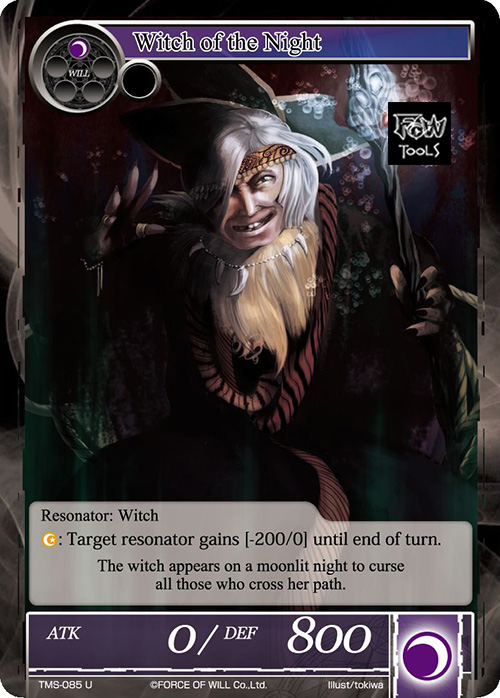 Witch of the Night
WILL
FOW
TOOLS
Resonator: Witch
: Target resonator gains [-200/0] until end of turn.
The witch appears on a moonlit night to curse
all those who cross her path.
ATK 0 / DEF 800
TMS-085 U ©FORCE OF WILL Co.,Ltd. Illust/tokiwa